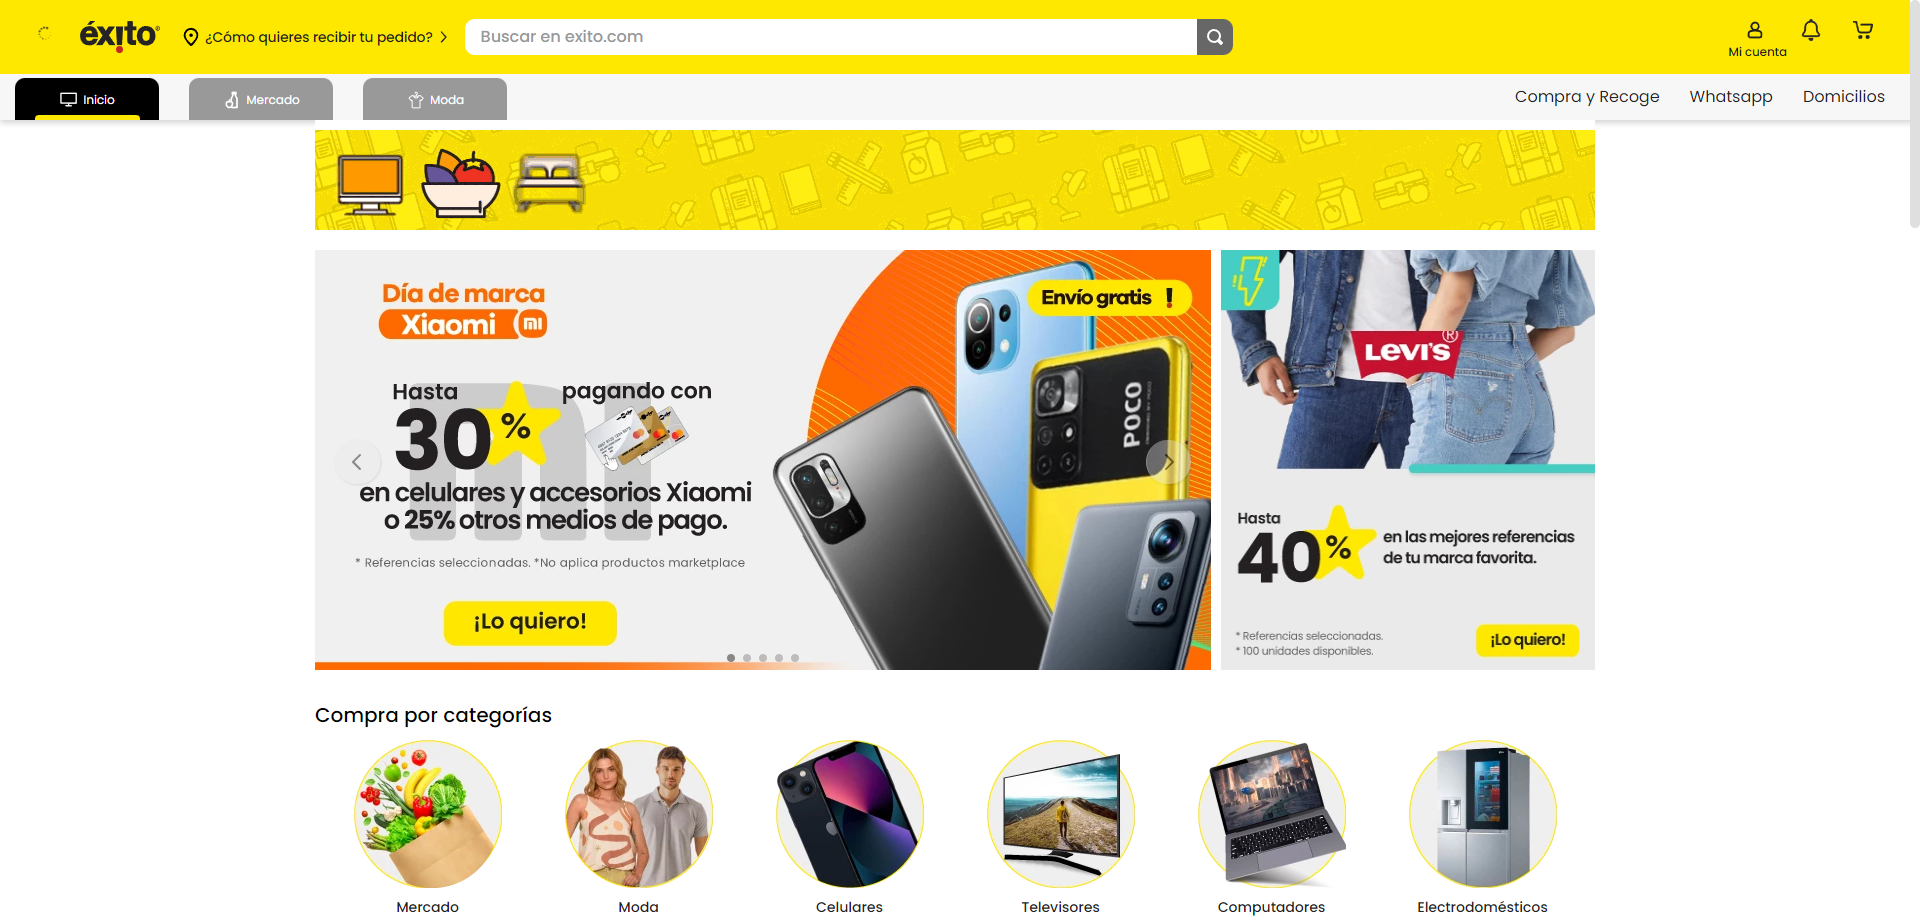 éxito
¿Cómo quieres recibir tu pedido?
Buscar en exito.com
Mi cuenta
Inicio
Mercado
Moda
Compra y Recoge
Whatsapp
Domicilios
Día de marca
Xiaomi
mi
Envío gratis !
Hasta
30%
pagando con
en celulares y accesorios Xiaomi
o 25% otros medios de pago.
* Referencias seleccionadas. *No aplica productos marketplace
¡Lo quiero!
POCO
LEVI'S®
Hasta
40%
en las mejores referencias
de tu marca favorita.
* Referencias seleccionadas.
* 100 unidades disponibles.
¡Lo quiero!
Compra por categorías
Mercado
Moda
Celulares
Televisores
Computadores
Electrodomésticos